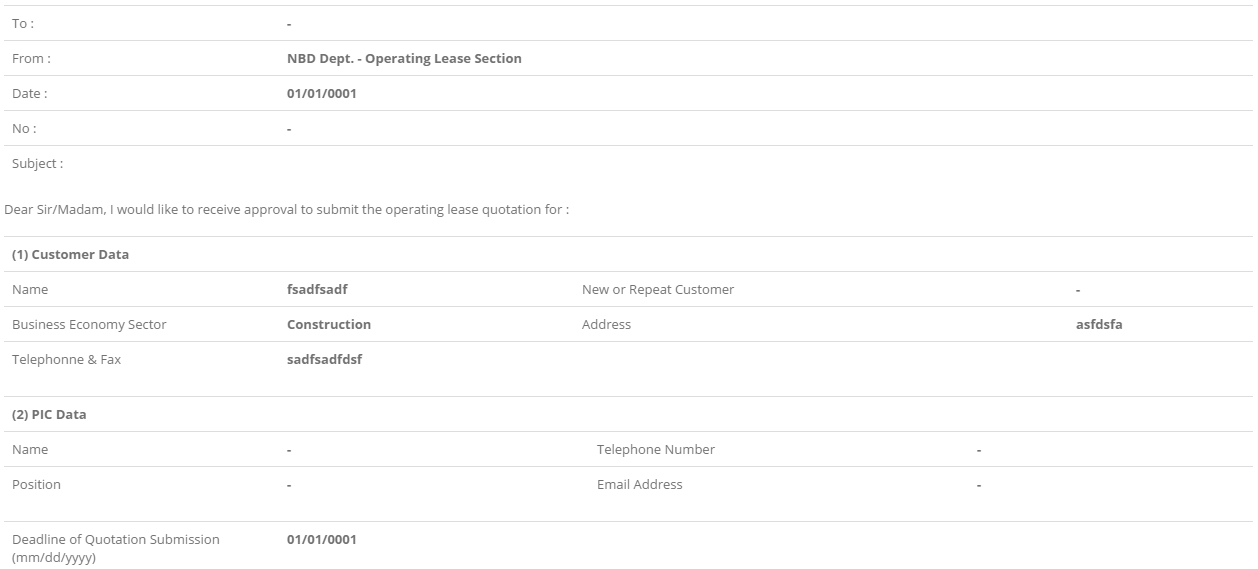 To : -
From : NBD Dept. - Operating Lease Section
Date : 01/01/0001
No : -
Subject :
Dear Sir/Madam, I would like to receive approval to submit the operating lease quotation for :
(1) Customer Data
Name fsadfsadf New or Repeat Customer -
Business Economy Sector Construction Address asfdsfa
Telephonne & Fax sadfsadfdsf
(2) PIC Data
Name - Telephone Number -
Position - Email Address -
Deadline of Quotation Submission 01/01/0001
(mm/dd/yyyy)